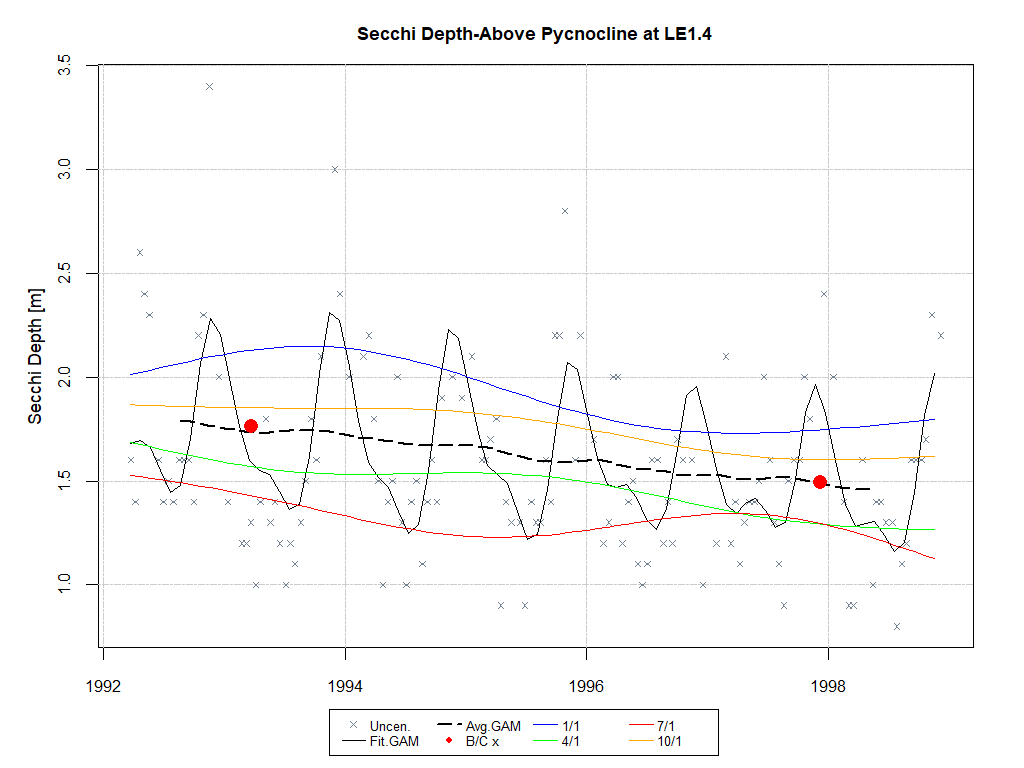 Secchi Depth-Above Pycnocline at LE1.4
Secchi Depth [m]
3.5
3.0
2.5
2.0
1.5
1.0
1992 1994 1996 1998
Uncen. Avg.GAM 1/1 7/1
Fit.GAM B/C x 4/1 10/1